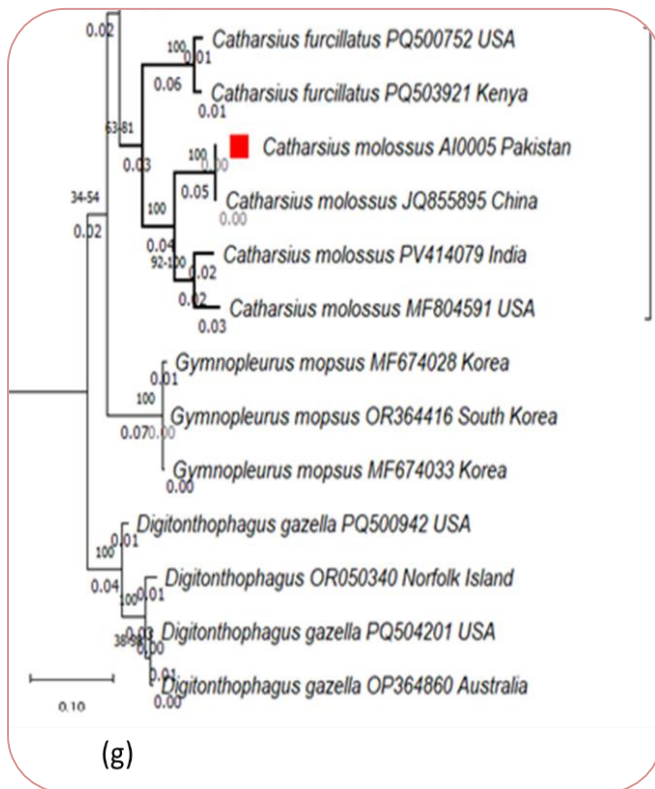 0.02
100 0.01 Catharsius furcillatus PQ500752 USA
0.06
Catharsius furcillatus PQ503921 Kenya
0.01
63-81
100 0.00 Catharsius molossus AI0005 Pakistan
0.03
0.05
34-54
Catharsius molossus JQ855895 China
100
0.00
0.02
0.04
Catharsius molossus PV414079 India
92-100
0.02
0.02
Catharsius molossus MF804591 USA
0.03
Gymnopleurus mopsus MF674028 Korea
0.01
100
Gymnopleurus mopsus OR364416 South Korea
0.07 0.00
Gymnopleurus mopsus MF674033 Korea
0.00
Digitonthophagus gazella PQ500942 USA
0.01
100
0.04
Digitonthophagus OR050340 Norfolk Island
0.01
100
Digitonthophagus gazella PQ504201 USA
0.00
0.01
Digitonthophagus gazella OP364860 Australia
0.00
0.10
(g)